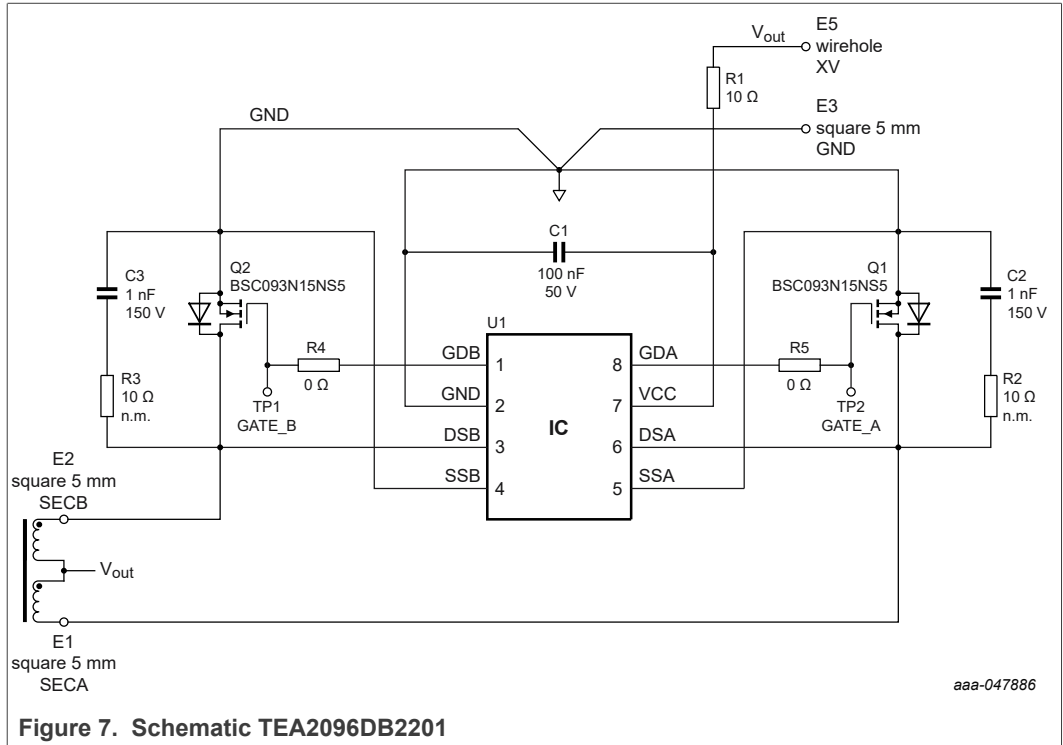 E5
Vout
wirehole
XV
R1
10 Ω
E3
square 5 mm
GND
GND
C1
100 nF
50 V
C3
1 nF
150 V
Q2
BSC093N15NS5
Q1
BSC093N15NS5
C2
1 nF
150 V
U1
R4
0 Ω
GDB
1
8
GDA
R5
0 Ω
R3
10 Ω
n.m.
TP1
GATE_B
GND
2
IC
7
VCC
TP2
GATE_A
R2
10 Ω
n.m.
DSB
3
6
DSA
SSB
4
5
SSA
E2
square 5 mm
SECB
Vout
E1
square 5 mm
SECA
aaa-047886
Figure 7. Schematic TEA2096DB2201